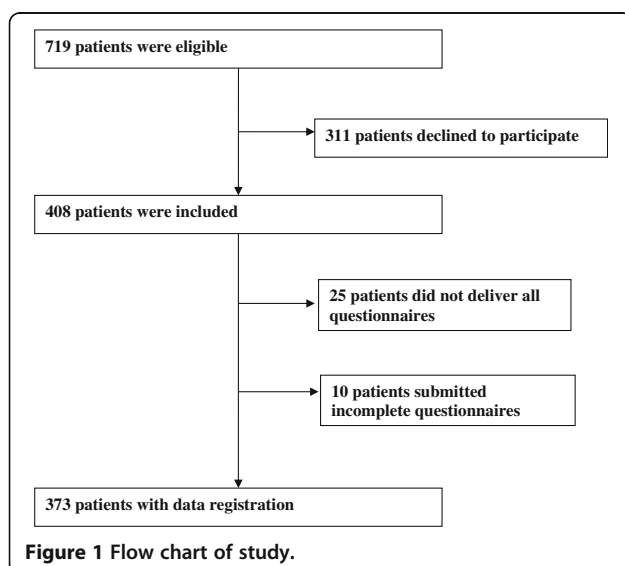 719 patients were eligible
311 patients declined to participate
408 patients were included
25 patients did not deliver all
questionnaires
10 patients submitted
incomplete questionnaires
373 patients with data registration
Figure 1 Flow chart of study.